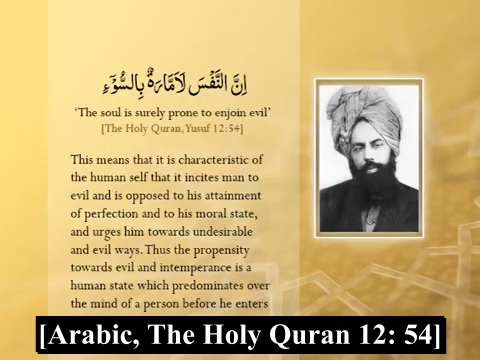 اِنَّ النَّفْسَ لَاَمَّارَةٌۢ بِالسُّوْٓءِ
‘The soul is surely prone to enjoin evil’
[The Holy Quran,Yusuf 12:54]
This means that it is characteristic of
the human self that it incites man to
evil and is opposed to his attainment
of perfection and to his moral state,
and urges him towards undesirable
and evil ways. Thus the propensity
towards evil and intemperance is a
human state which predominates over
the mind of a person before he enters
[Arabic, The Holy Quran 12: 54]